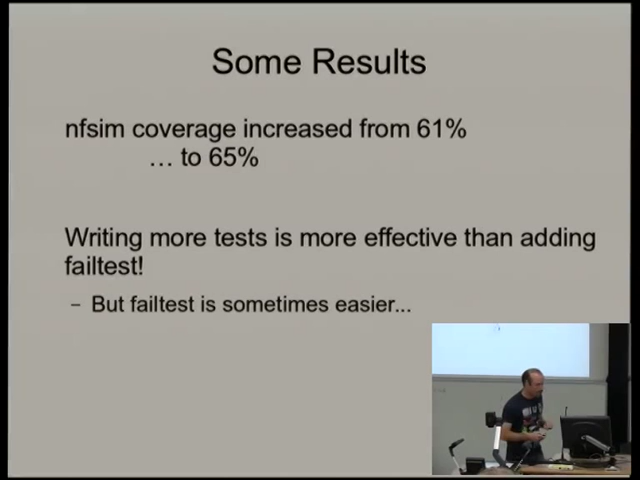 Some Results
nfsim coverage increased from 61%
... to 65%
Writing more tests is more effective than adding
failtest!
– But failtest is sometimes easier...